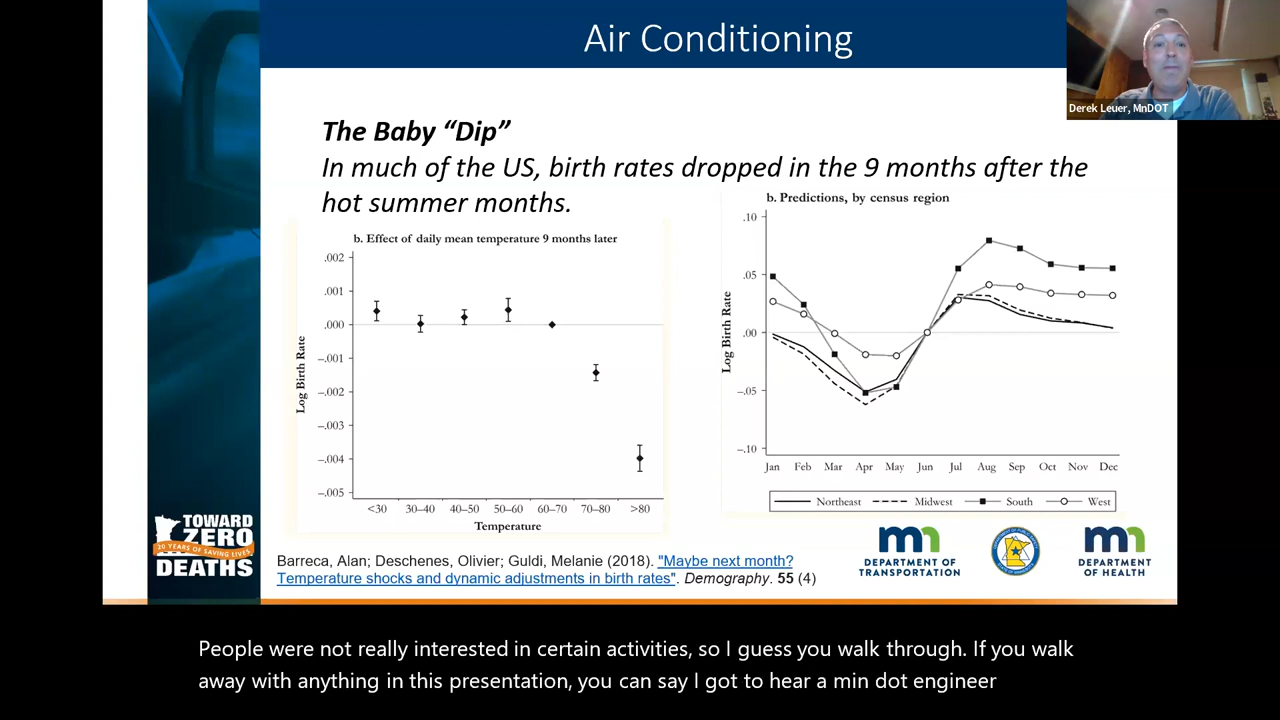 Air Conditioning
Derek Leuer, MnDOT
The Baby “Dip”
In much of the US, birth rates dropped in the 9 months after the
hot summer months.
b. Effect of daily mean temperature 9 months later
.002
.001
.000
–.001
–.002
–.003
–.004
–.005
Log Birth Rate
<30 30–40 40–50 50–60 60–70 70–80 >80
Temperature
b. Predictions, by census region
.10
.05
.00
–.05
–.10
Log Birth Rate
Jan Feb Mar Apr May Jun Jul Aug Sep Oct Nov Dec
Northeast Midwest South West
TOWARD
ZERO
20 YEARS OF SAVING LIVES
DEATHS
Barreca, Alan; Deschenes, Olivier; Guldi, Melanie (2018). "Maybe next month?
Temperature shocks and dynamic adjustments in birth rates". Demography. 55 (4)
DEPARTMENT OF
TRANSPORTATION
DEPARTMENT
OF HEALTH
People were not really interested in certain activities, so I guess you walk through. If you walk
away with anything in this presentation, you can say I got to hear a min dot engineer